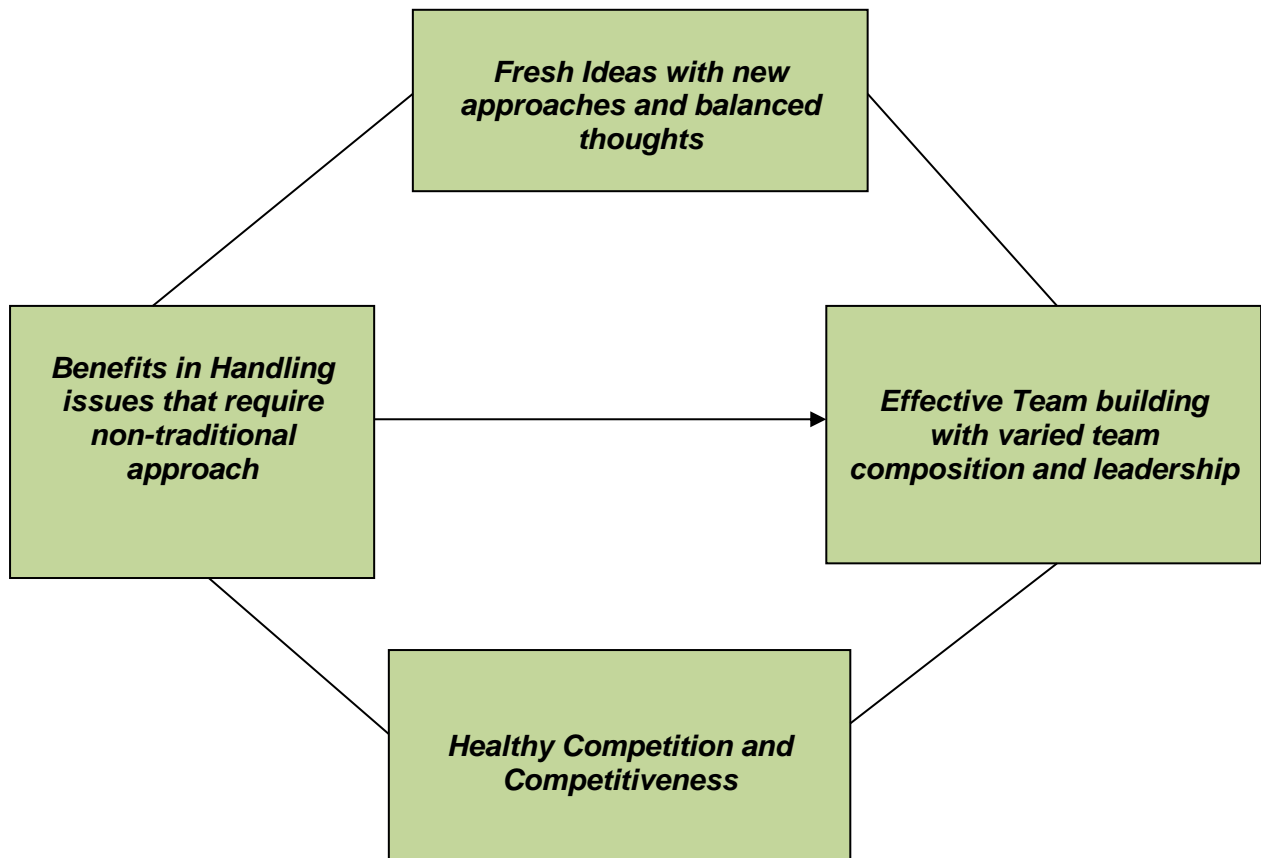 Fresh Ideas with new
approaches and balanced
thoughts
Benefits in Handling
issues that require
non-traditional
approach
Effective Team building
with varied team
composition and leadership
Healthy Competition and
Competitiveness